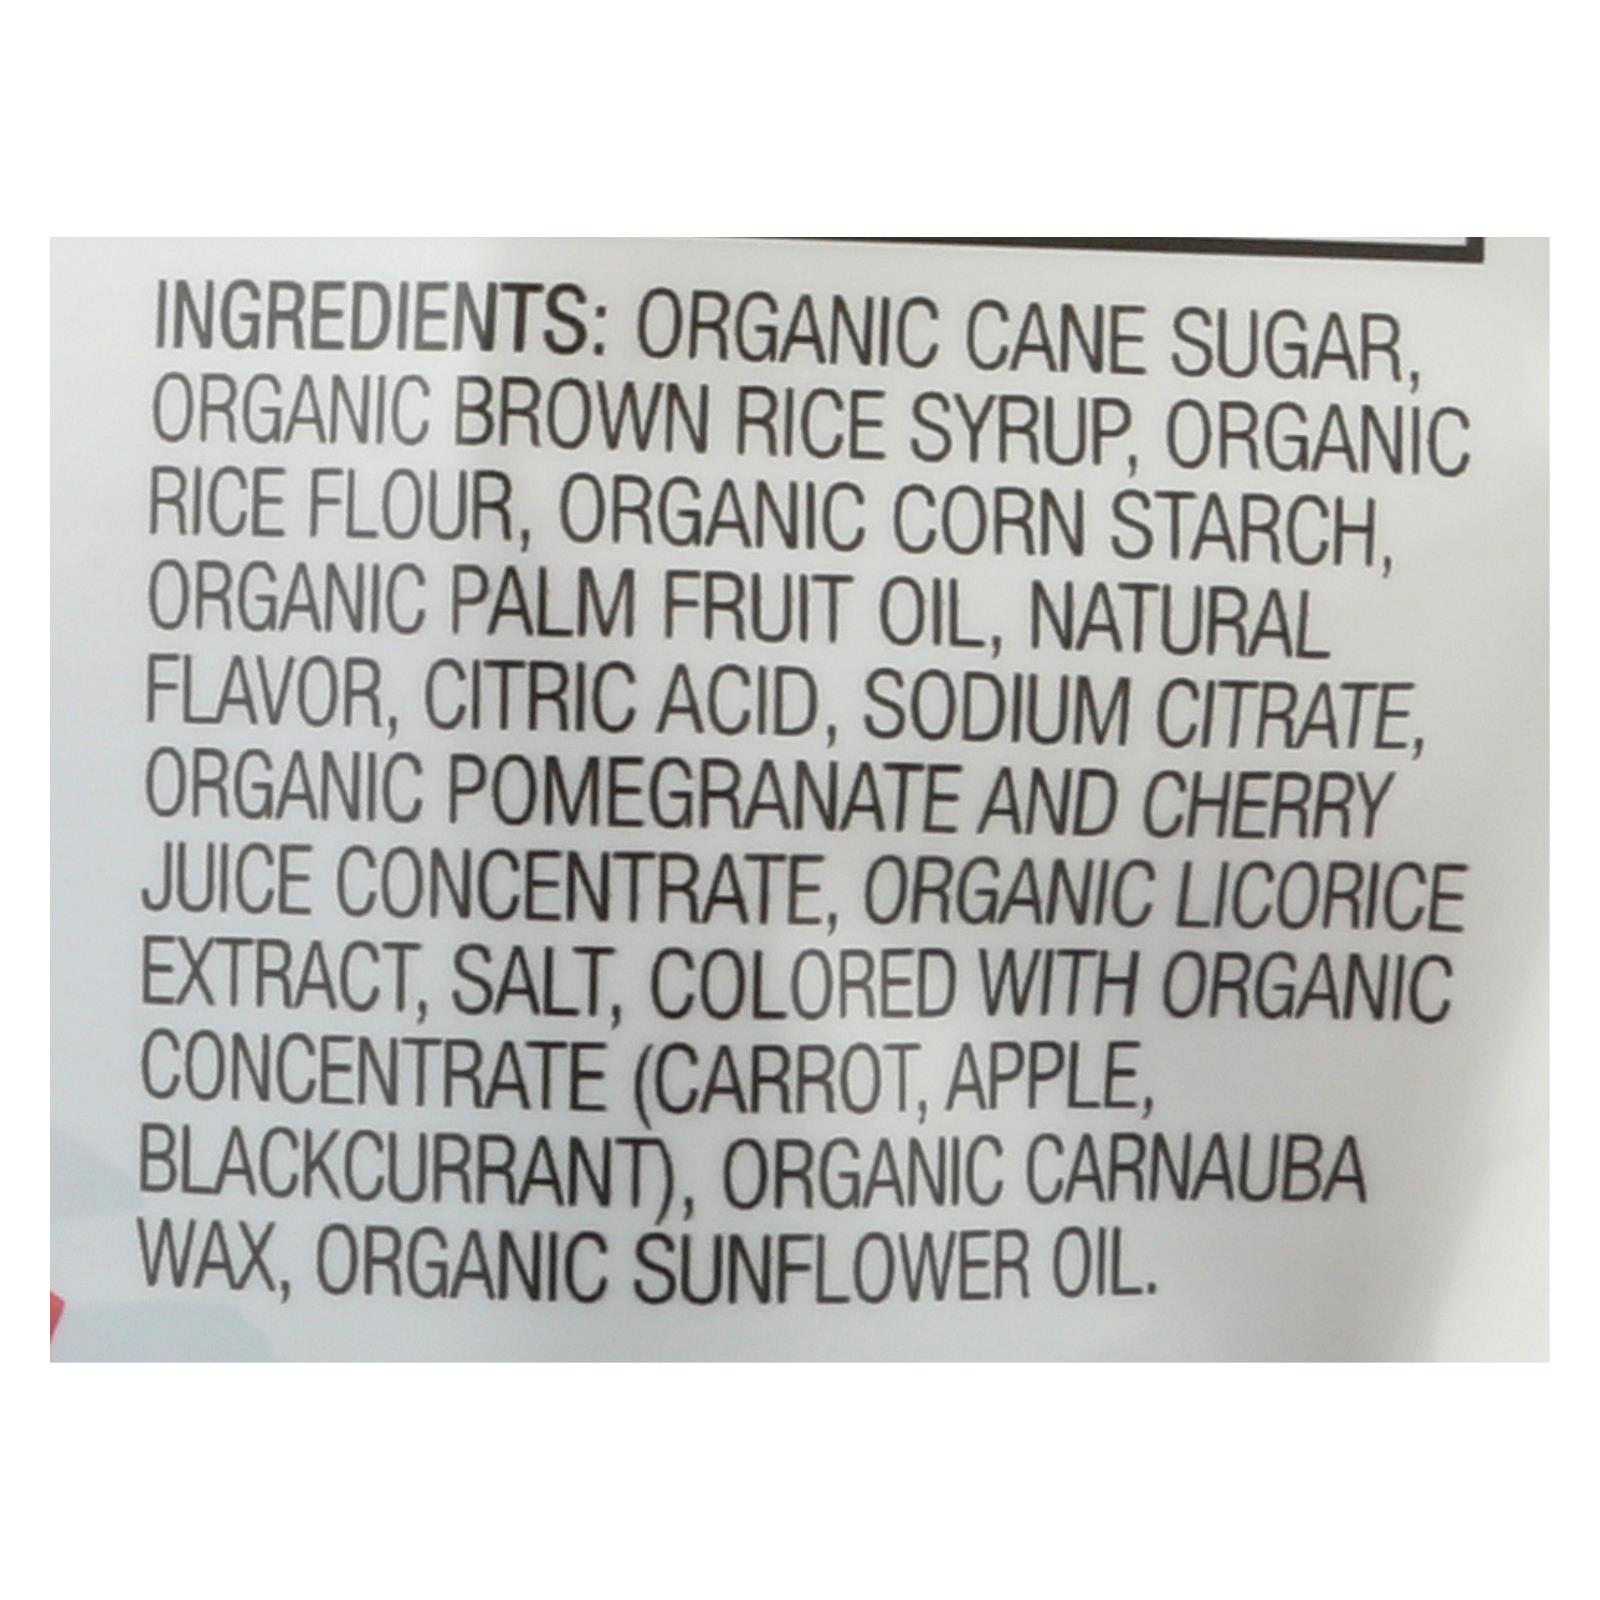 INGREDIENTS: ORGANIC CANE SUGAR,
ORGANIC BROWN RICE SYRUP, ORGANIC
RICE FLOUR, ORGANIC CORN STARCH,
ORGANIC PALM FRUIT OIL, NATURAL
FLAVOR, CITRIC ACID, SODIUM CITRATE,
ORGANIC POMEGRANATE AND CHERRY
JUICE CONCENTRATE, ORGANIC LICORICE
EXTRACT, SALT, COLORED WITH ORGANIC
CONCENTRATE (CARROT, APPLE,
BLACKCURRANT), ORGANIC CARNAUBA
WAX, ORGANIC SUNFLOWER OIL.